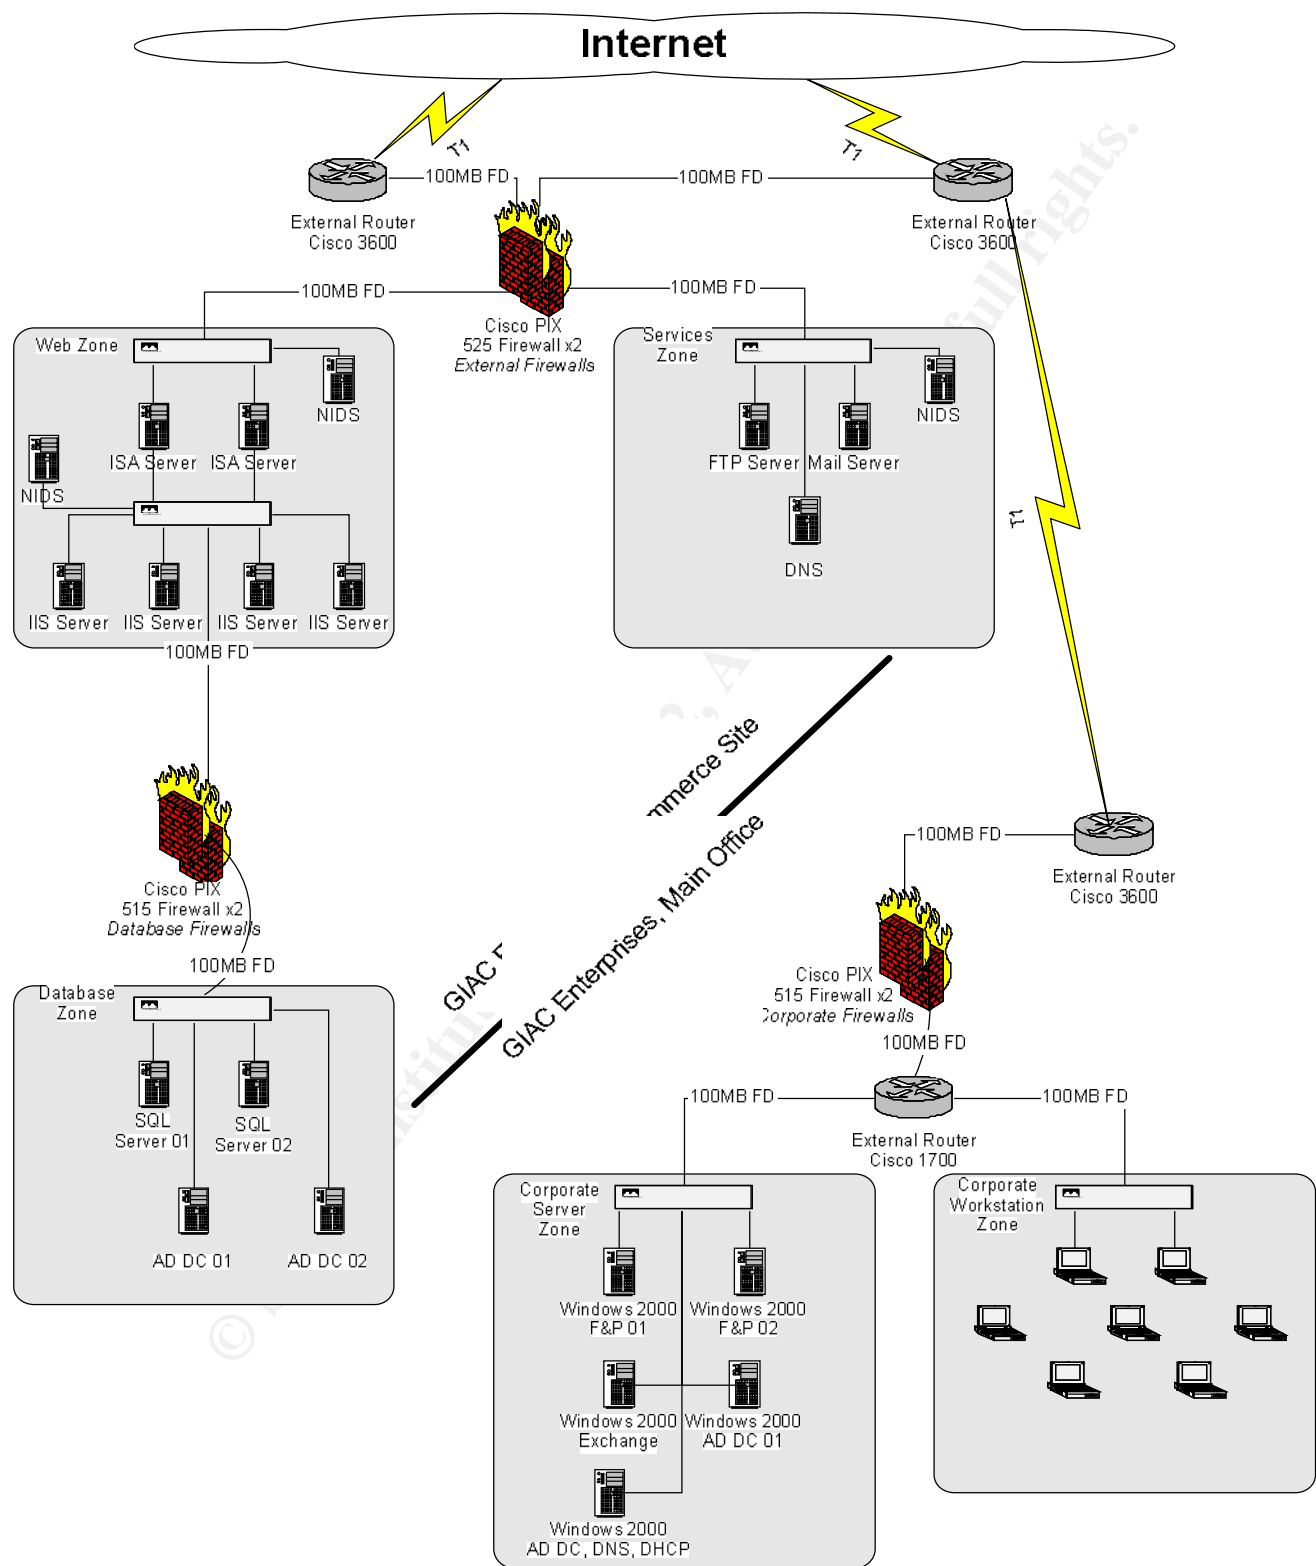 Internet
T1
T1
100MB FD
100MB FD
External Router
Cisco 3600
External Router
Cisco 3600
100MB FD
100MB FD
Cisco PIX
525 Firewall x2
External Firewalls
Web Zone
NIDS
ISA Server
ISA Server
NIDS
IIS Server
IIS Server
IIS Server
IIS Server
100MB FD
Services
Zone
NIDS
FTP Server
Mail Server
DNS
T1
Cisco PIX
515 Firewall x2
Database Firewalls
100MB FD
Database
Zone
SQL
Server 01
SQL
Server 02
AD DC 01
AD DC 02
GIAC
mmerce Site
GIAC Enterprises, Main Office
100MB FD
External Router
Cisco 3600
Cisco PIX
515 Firewall x2
Corporate Firewalls
100MB FD
100MB FD
100MB FD
External Router
Cisco 1700
Corporate
Server
Zone
Windows 2000
F&P 01
Windows 2000
F&P 02
Windows 2000
Exchange
Windows 2000
AD DC 01
Windows 2000
AD DC, DNS, DHCP
Corporate
Workstation
Zone
©
full rights.